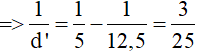 => 1/d' = 1/5 - 1/12,5 = 3/25